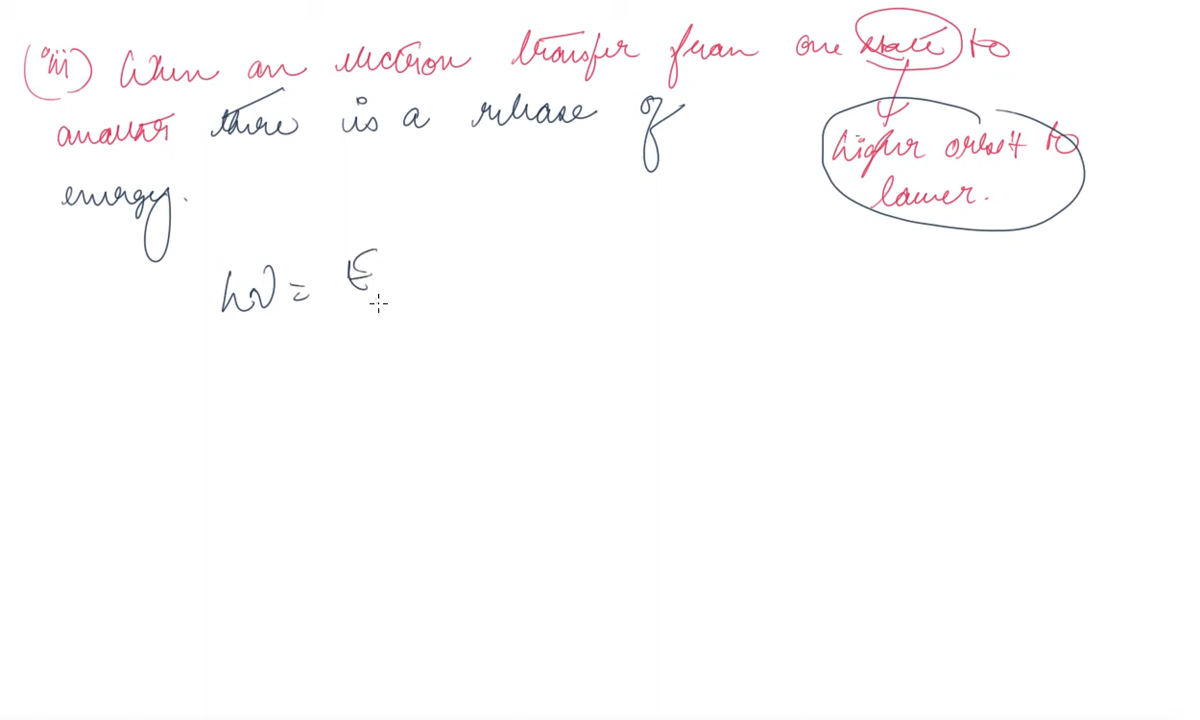 (iii) When an electron transfer from one state to
another there is a release of
energy.
higher orbit to
lower.
hν = E